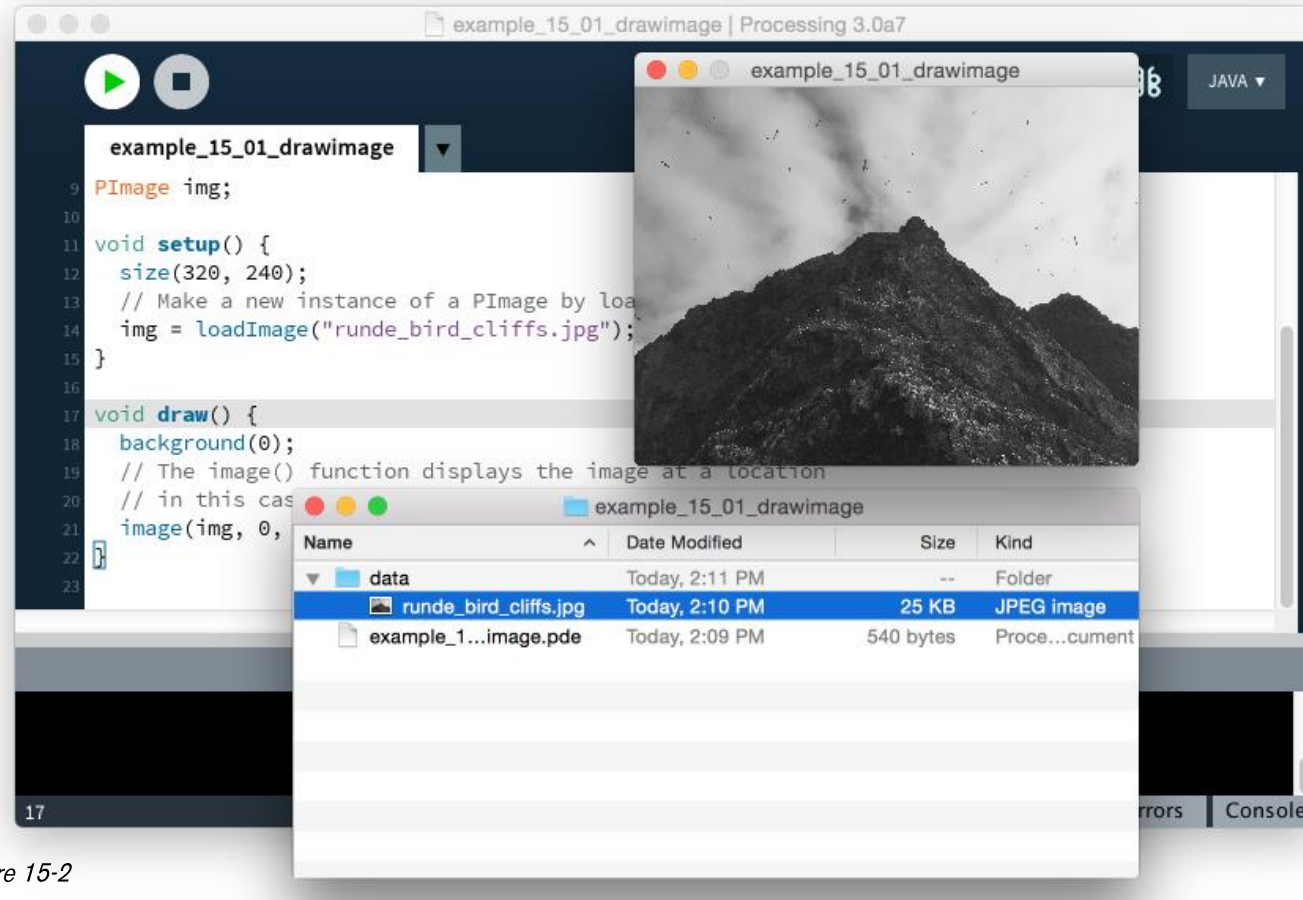 example_15_01_drawimage | Processing 3.0a7
example_15_01_drawimage
JAVA ▼
example_15_01_drawimage ▼
9 PImage img;
10
11 void setup() {
12 size(320, 240);
13 // Make a new instance of a PImage by loa
14 img = loadImage("runde_bird_cliffs.jpg");
15 }
16
17 void draw() {
18 background(0);
19 // The image() function displays the image at a location
20 // in this cas
21 image(img, 0,
22 }
23
example_15_01_drawimage
Name Date Modified Size Kind
data Today, 2:11 PM -- Folder
runde_bird_cliffs.jpg Today, 2:10 PM 25 KB JPEG image
example_1...image.pde Today, 2:09 PM 540 bytes Proce...cument
17
rrors Console
re 15-2